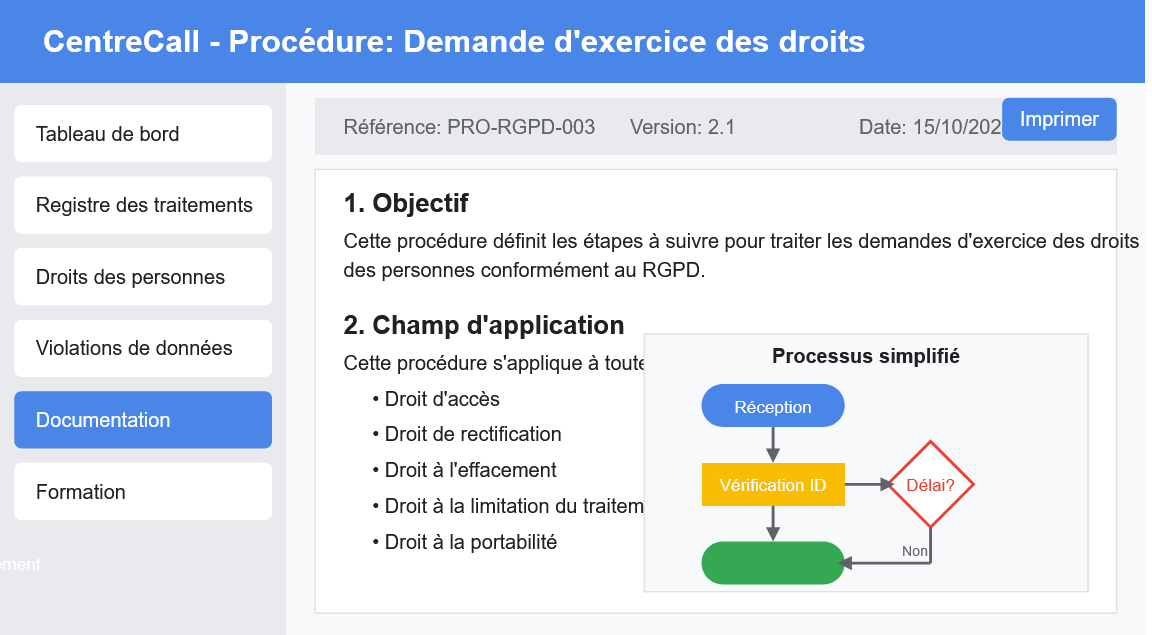 CentreCall - Procédure: Demande d'exercice des droits
Tableau de bord
Registre des traitements
Droits des personnes
Violations de données
Documentation
Formation
ement
Référence: PRO-RGPD-003 Version: 2.1 Date: 15/10/202
Imprimer
1. Objectif
Cette procédure définit les étapes à suivre pour traiter les demandes d'exercice des droits
des personnes conformément au RGPD.
2. Champ d'application
Cette procédure s'applique à toute
• Droit d'accès
• Droit de rectification
• Droit à l'effacement
• Droit à la limitation du traitem
• Droit à la portabilité
Processus simplifié
Réception
Vérification ID
Délai?
Non